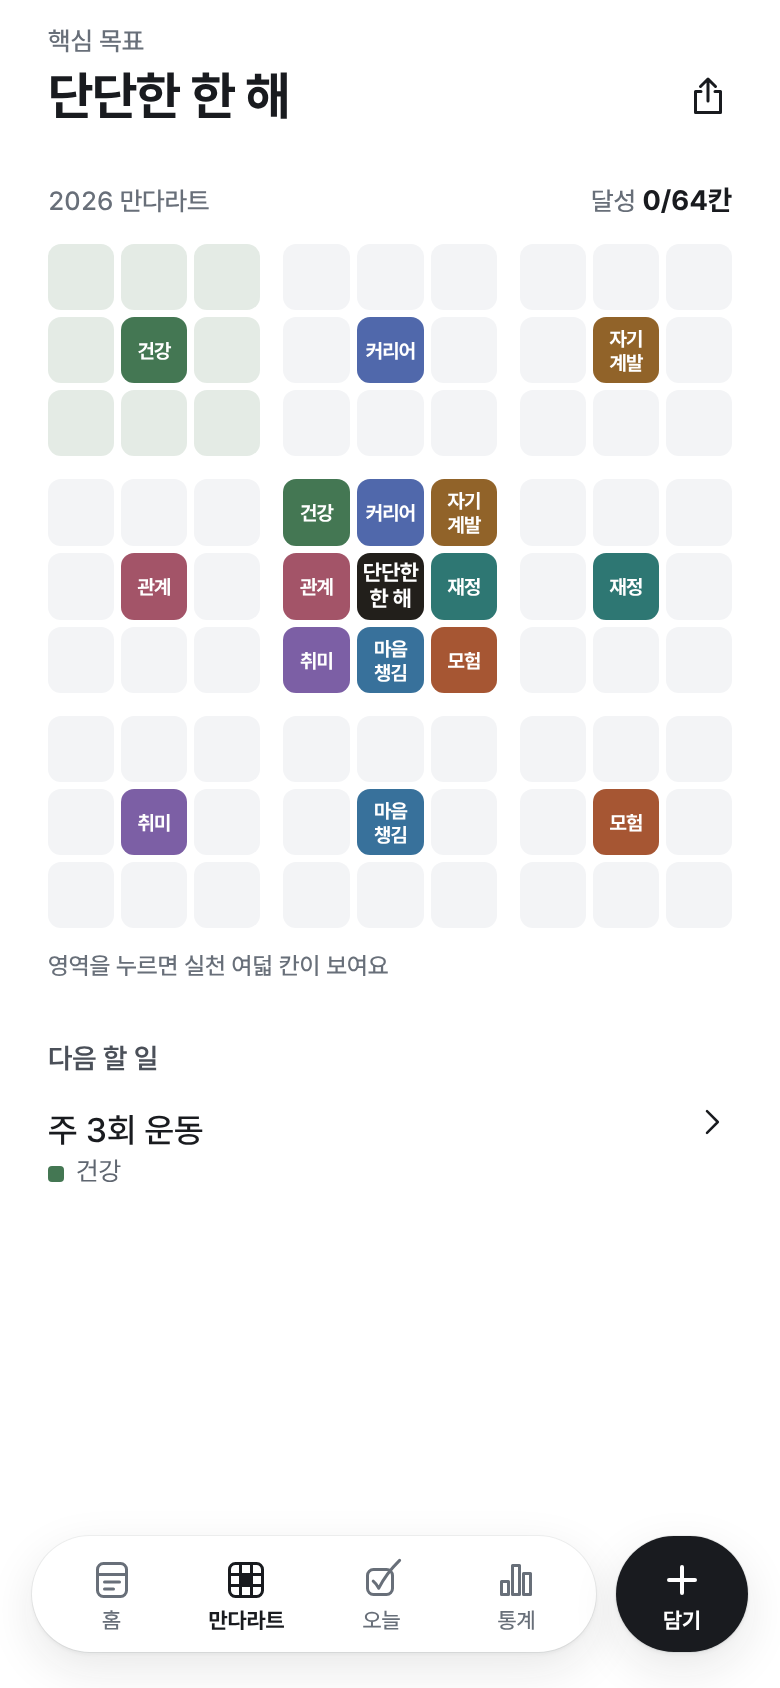 핵심 목표
단단한 한 해
2026 만다라트
달성 0/64칸
건강
커리어
자기
계발
건강
커리어
자기
계발
관계
관계
단단한
한 해
재정
재정
취미
마음
챙김
모험
취미
마음
챙김
모험
영역을 누르면 실천 여덟 칸이 보여요
다음 할 일
주 3회 운동
건강
홈
만다라트
오늘
통계
담기